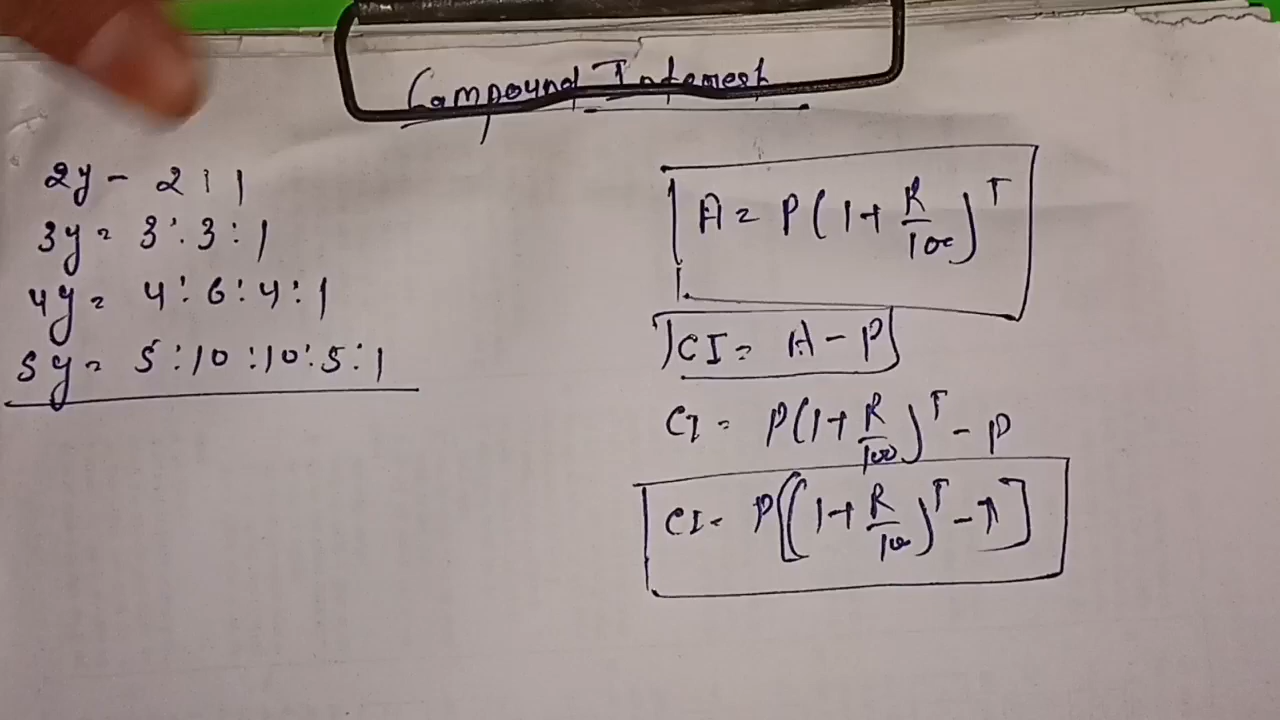 Compound Interest
2y - 2 : 1
3y = 3 : 3 : 1
4y = 4 : 6 : 4 : 1
5y = 5 : 10 : 10 : 5 : 1
A = P(1+R/100)^T
CI = A - P
CI = P(1+R/100)^T - P
CI = P[(1+R/100)^T - 1]